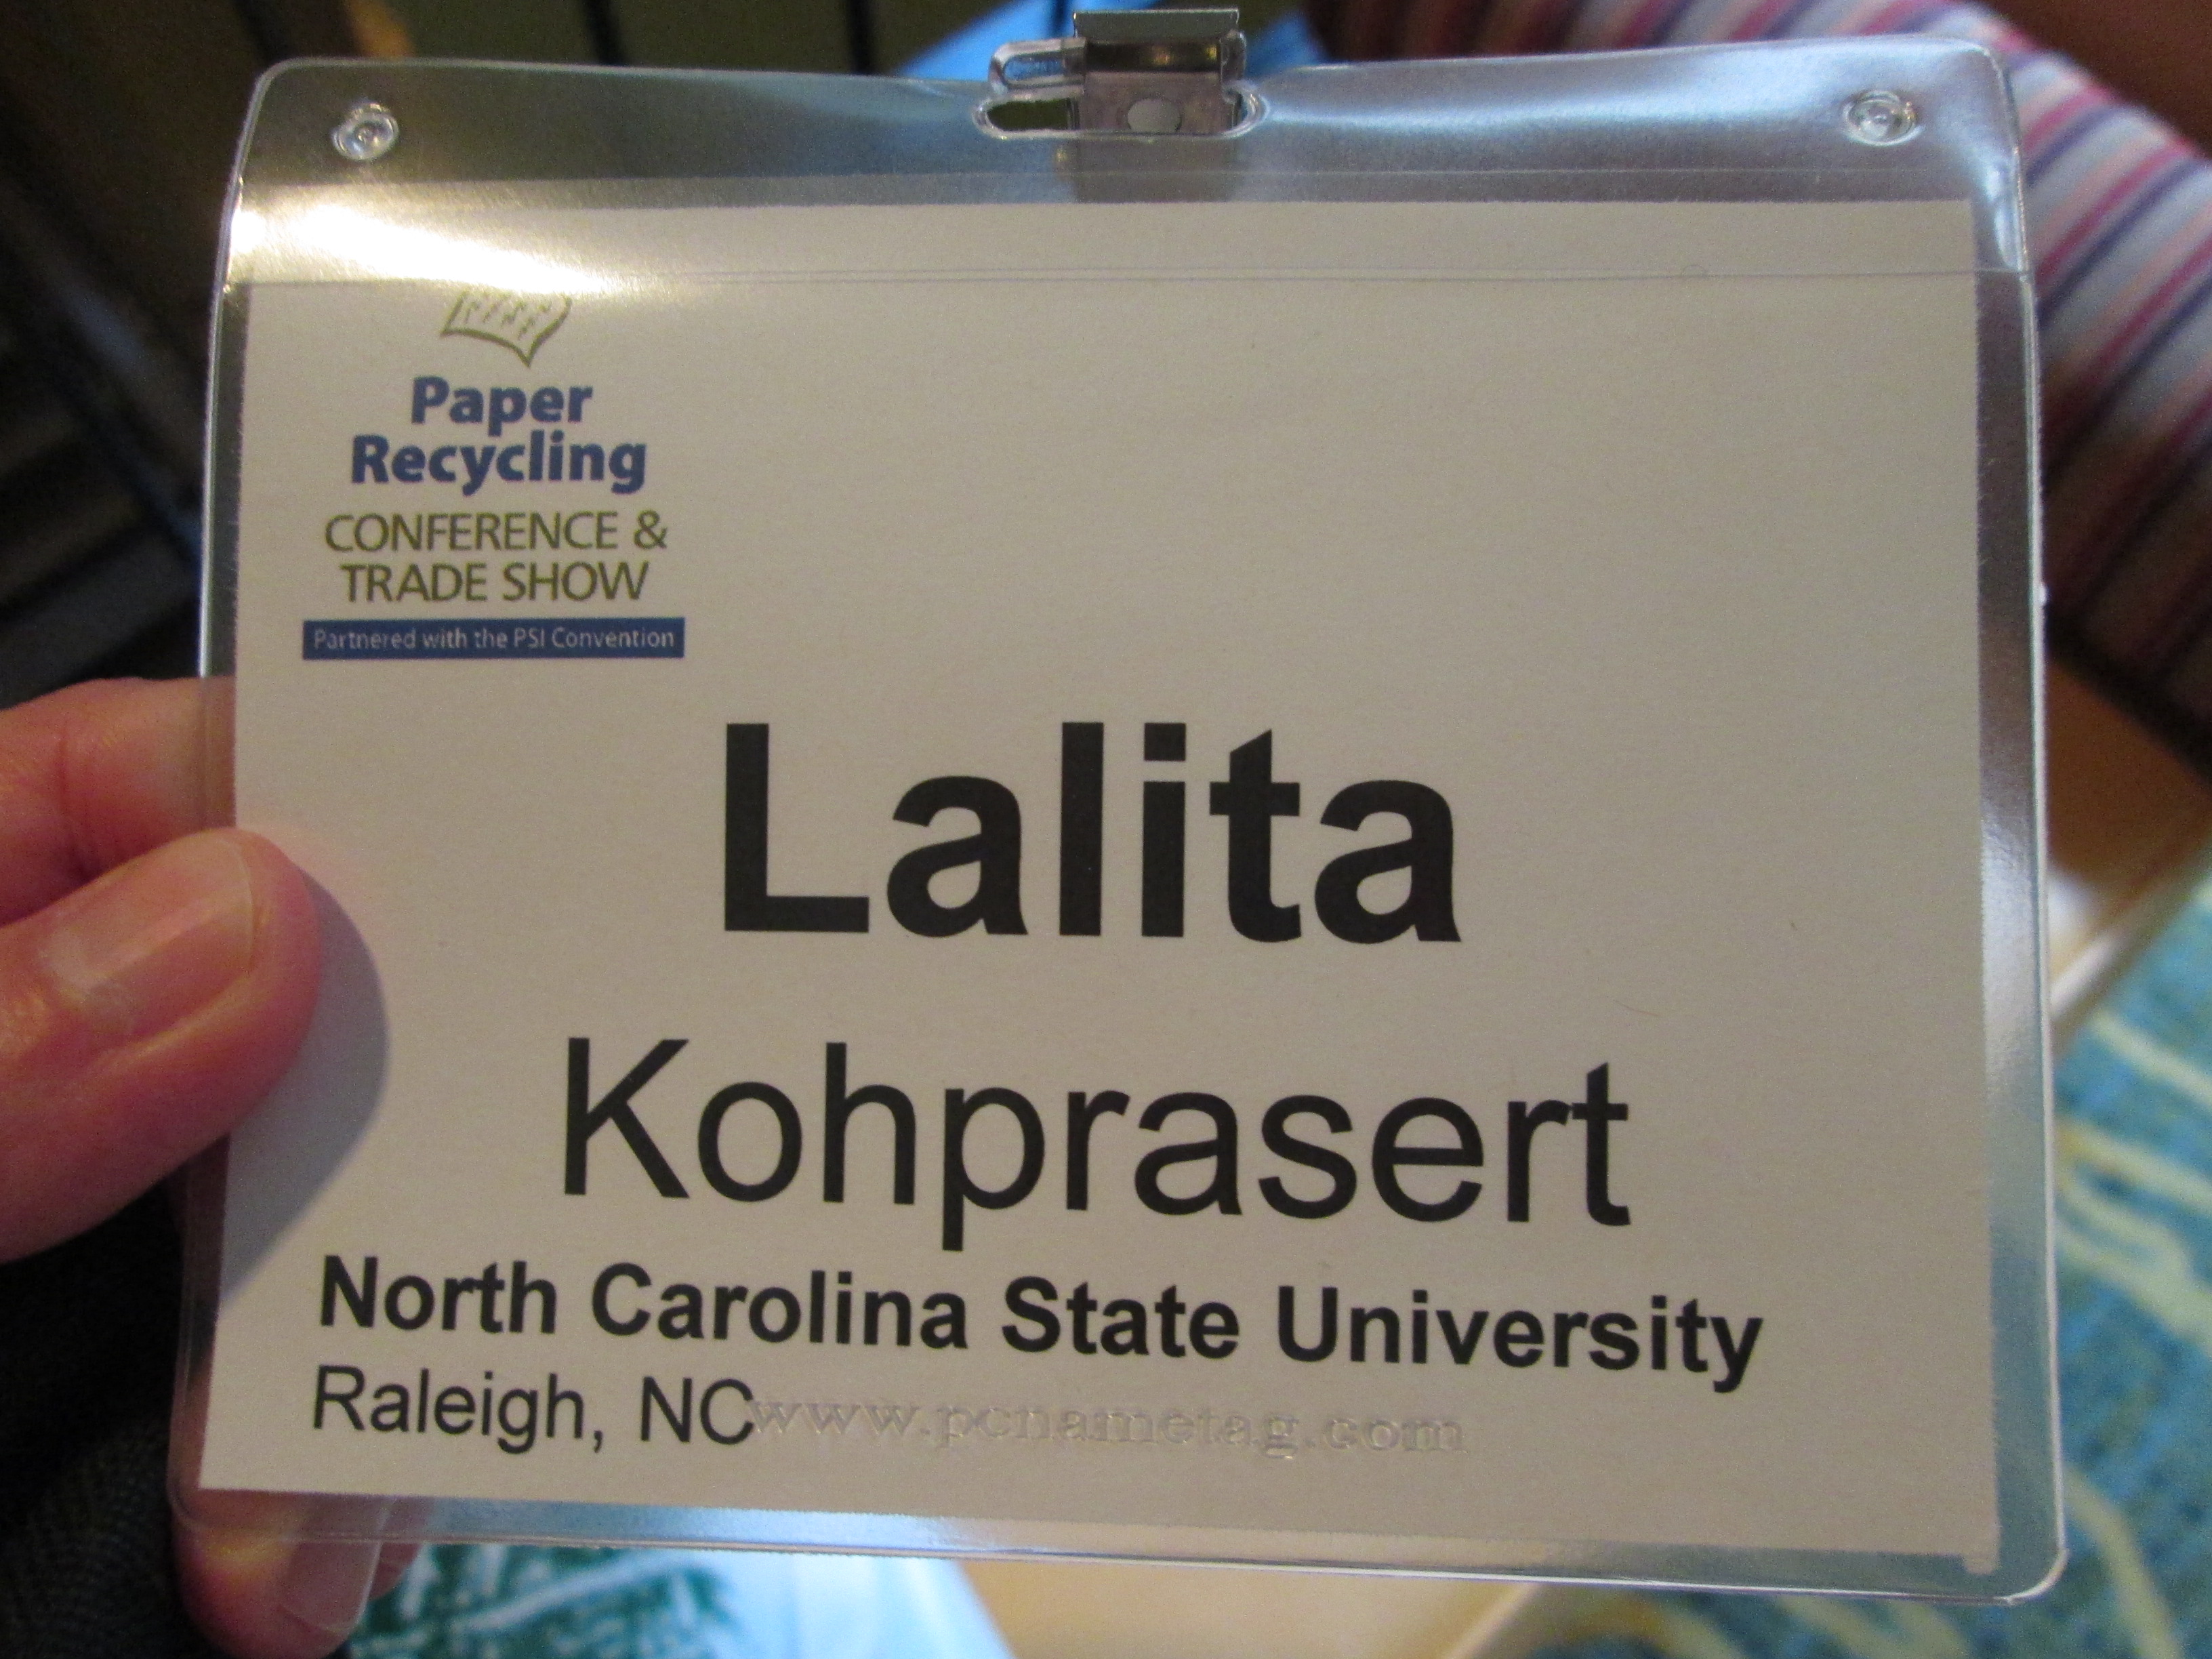 Paper
Recycling
CONFERENCE &
TRADE SHOW
Partnered with the PSI Convention
Lalita
Kohprasert
North Carolina State University
Raleigh, NC
www.pcnametag.com